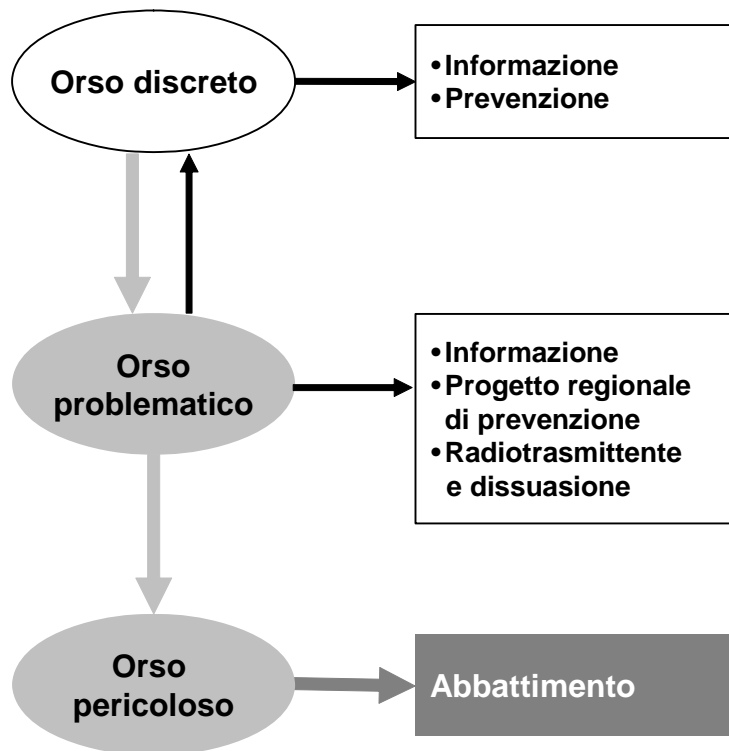 Orso discreto
•Informazione
•Prevenzione
Orso
problematico
•Informazione
•Progetto regionale
di prevenzione
•Radiotrasmittente
e dissuasione
Orso
pericoloso
Abbattimento